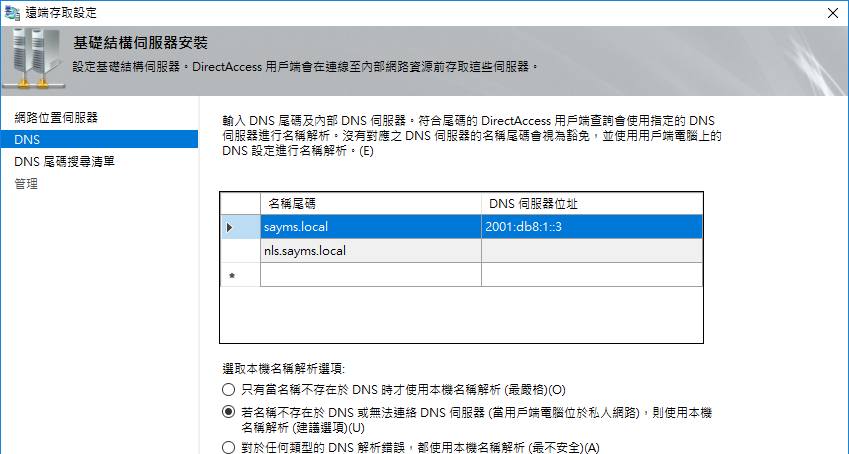 遠端存取設定
基礎結構伺服器安裝
設定基礎結構伺服器。DirectAccess 用戶端會在連線至內部網路資源前存取這些伺服器。
網路位置伺服器
DNS
DNS 尾碼搜尋清單
管理
輸入 DNS 尾碼及內部 DNS 伺服器。符合尾碼的 DirectAccess 用戶端查詢會使用指定的 DNS
伺服器進行名稱解析。沒有對應之 DNS 伺服器的名稱尾碼會視為豁免，並使用用戶端電腦上的
DNS 設定進行名稱解析。(E)
名稱尾碼 DNS 伺服器位址
sayms.local 2001:db8:1::3
nls.sayms.local
*
選取本機名稱解析選項:
只有當名稱不存在於 DNS 時才使用本機名稱解析 (最嚴格)(O)
若名稱不存在於 DNS 或無法連絡 DNS 伺服器 (當用戶端電腦位於私人網路)，則使用本機
名稱解析 (建議選項)(U)
對於任何類型的 DNS 解析錯誤，都使用本機名稱解析 (最不安全)(A)